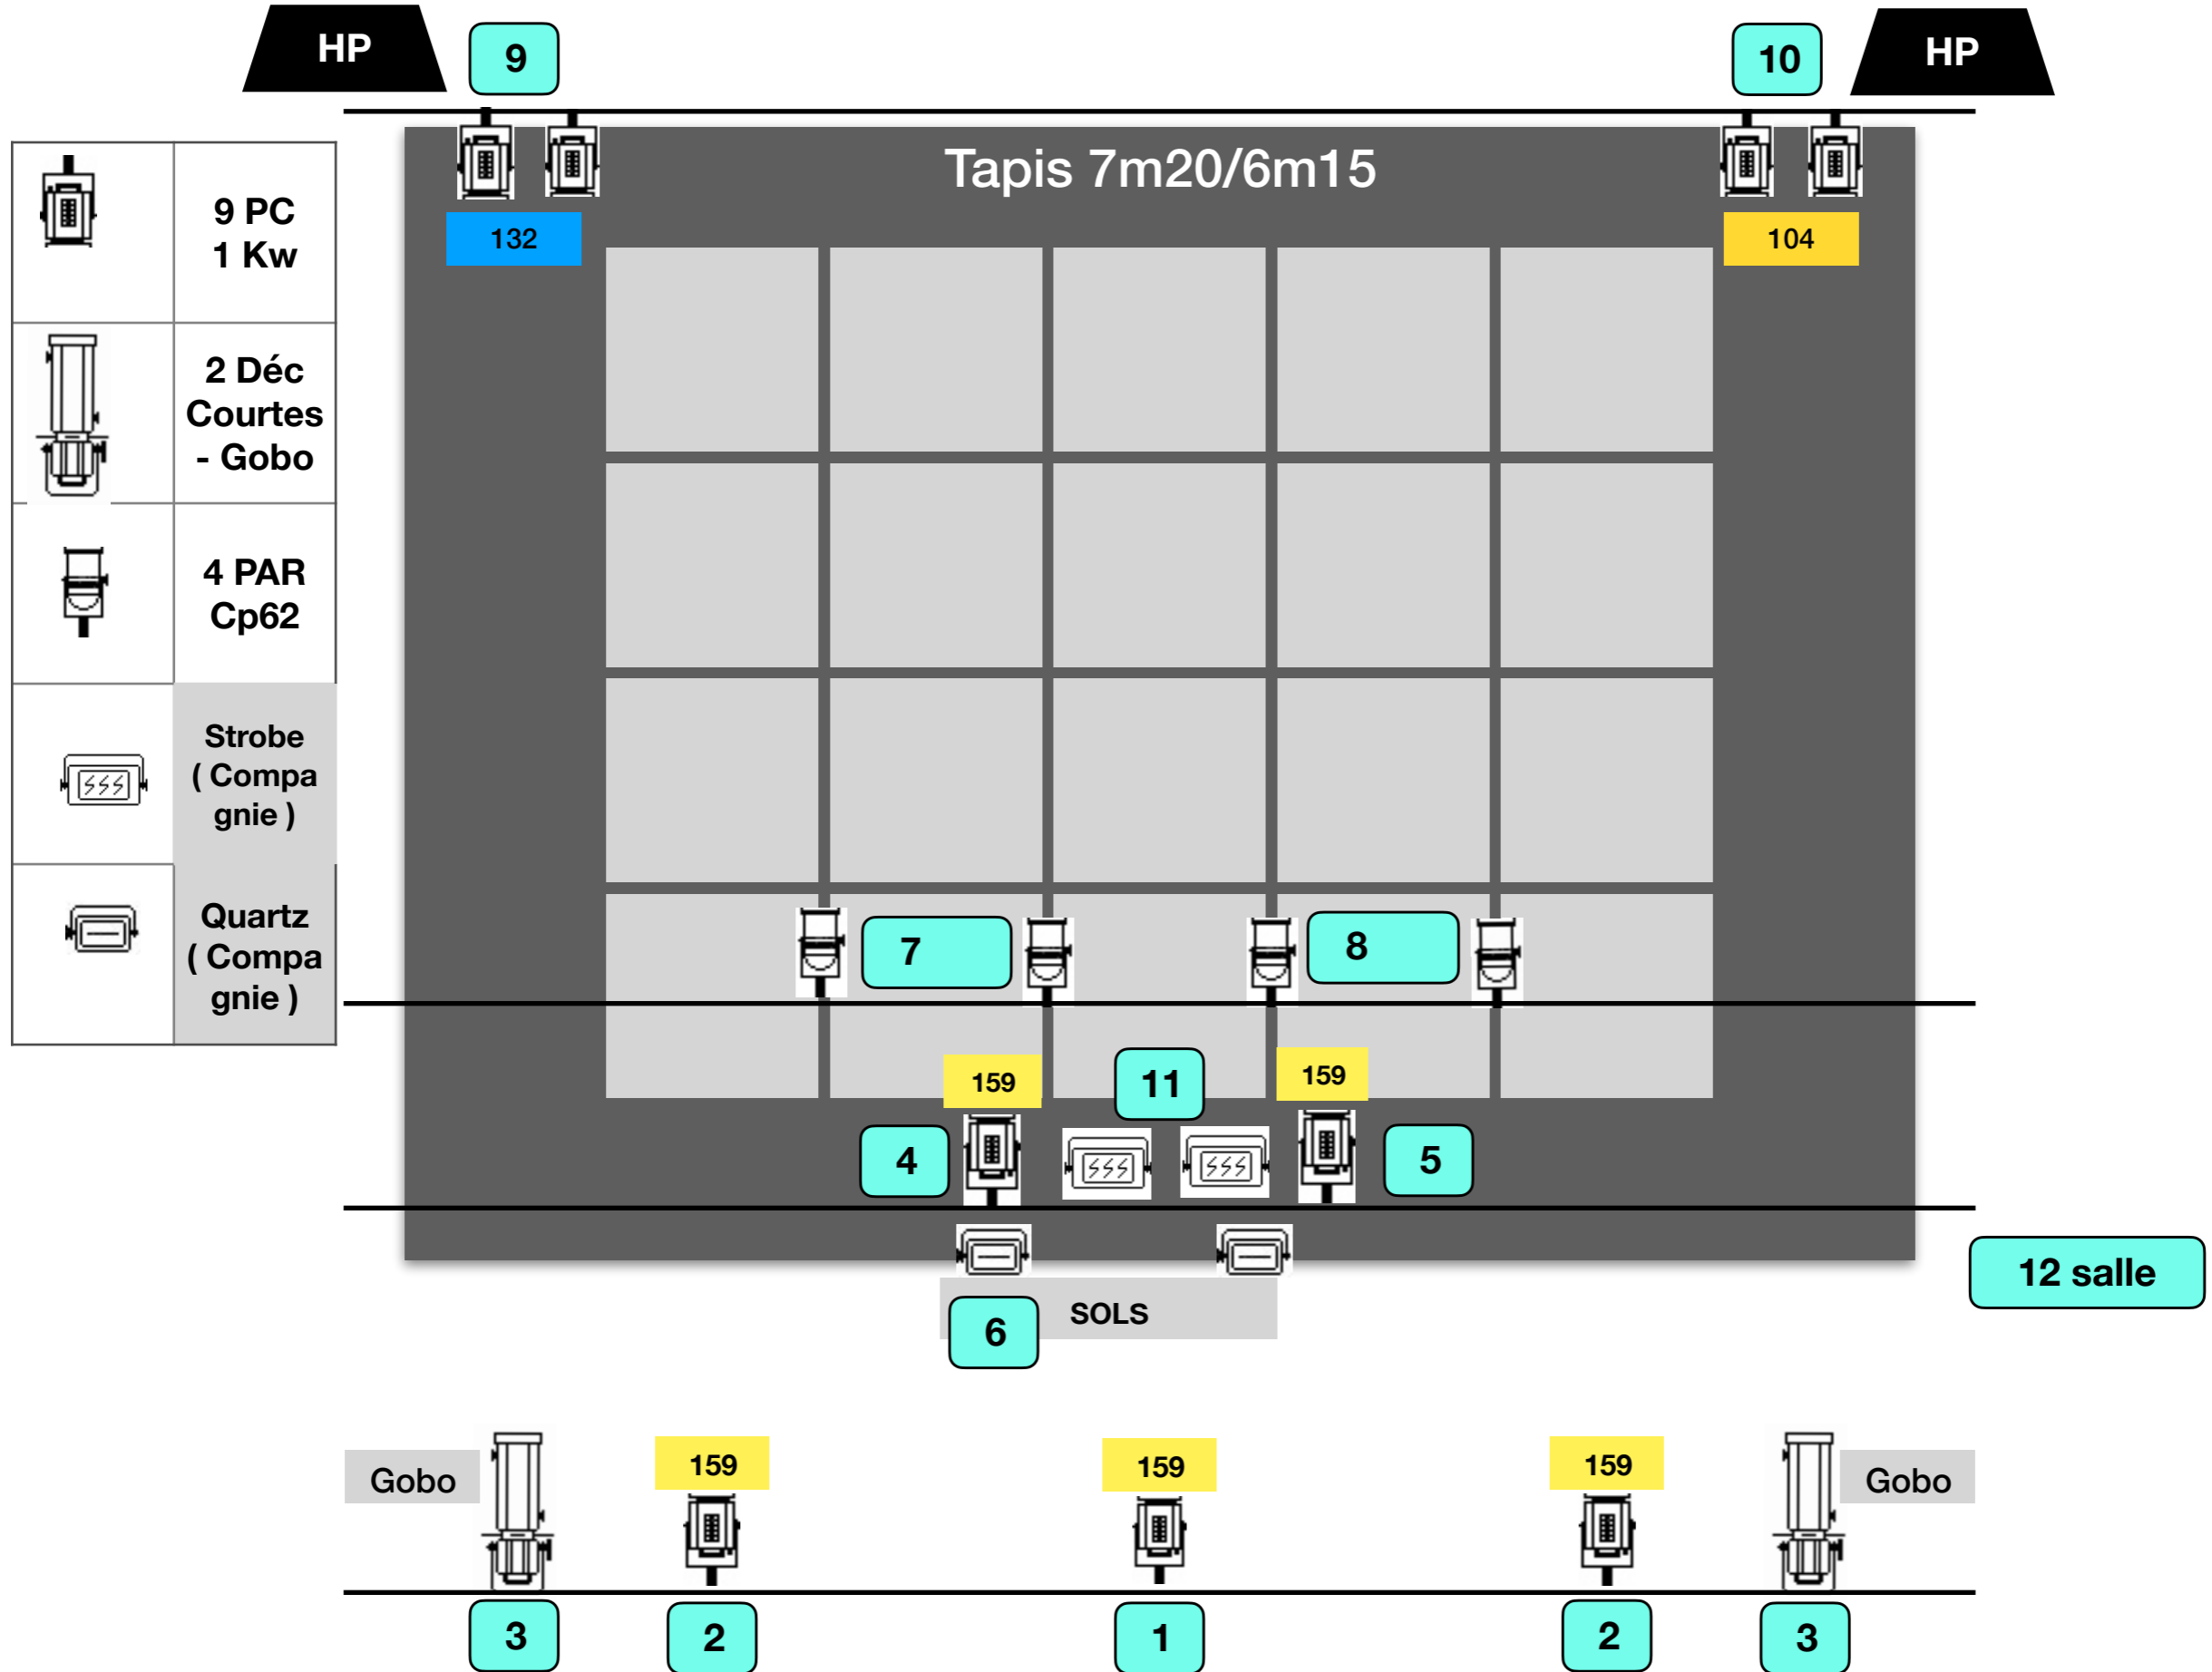 HP
9
10
HP
Tapis 7m20/6m15
132
104
9 PC
1 Kw
2 Déc
Courtes
- Gobo
4 PAR
Cp62
Strobe
( Compa
gnie )
Quartz
( Compa
gnie )
7
8
159
11
159
4
5
12 salle
SOLS
6
Gobo
159
159
159
Gobo
3
2
1
2
3